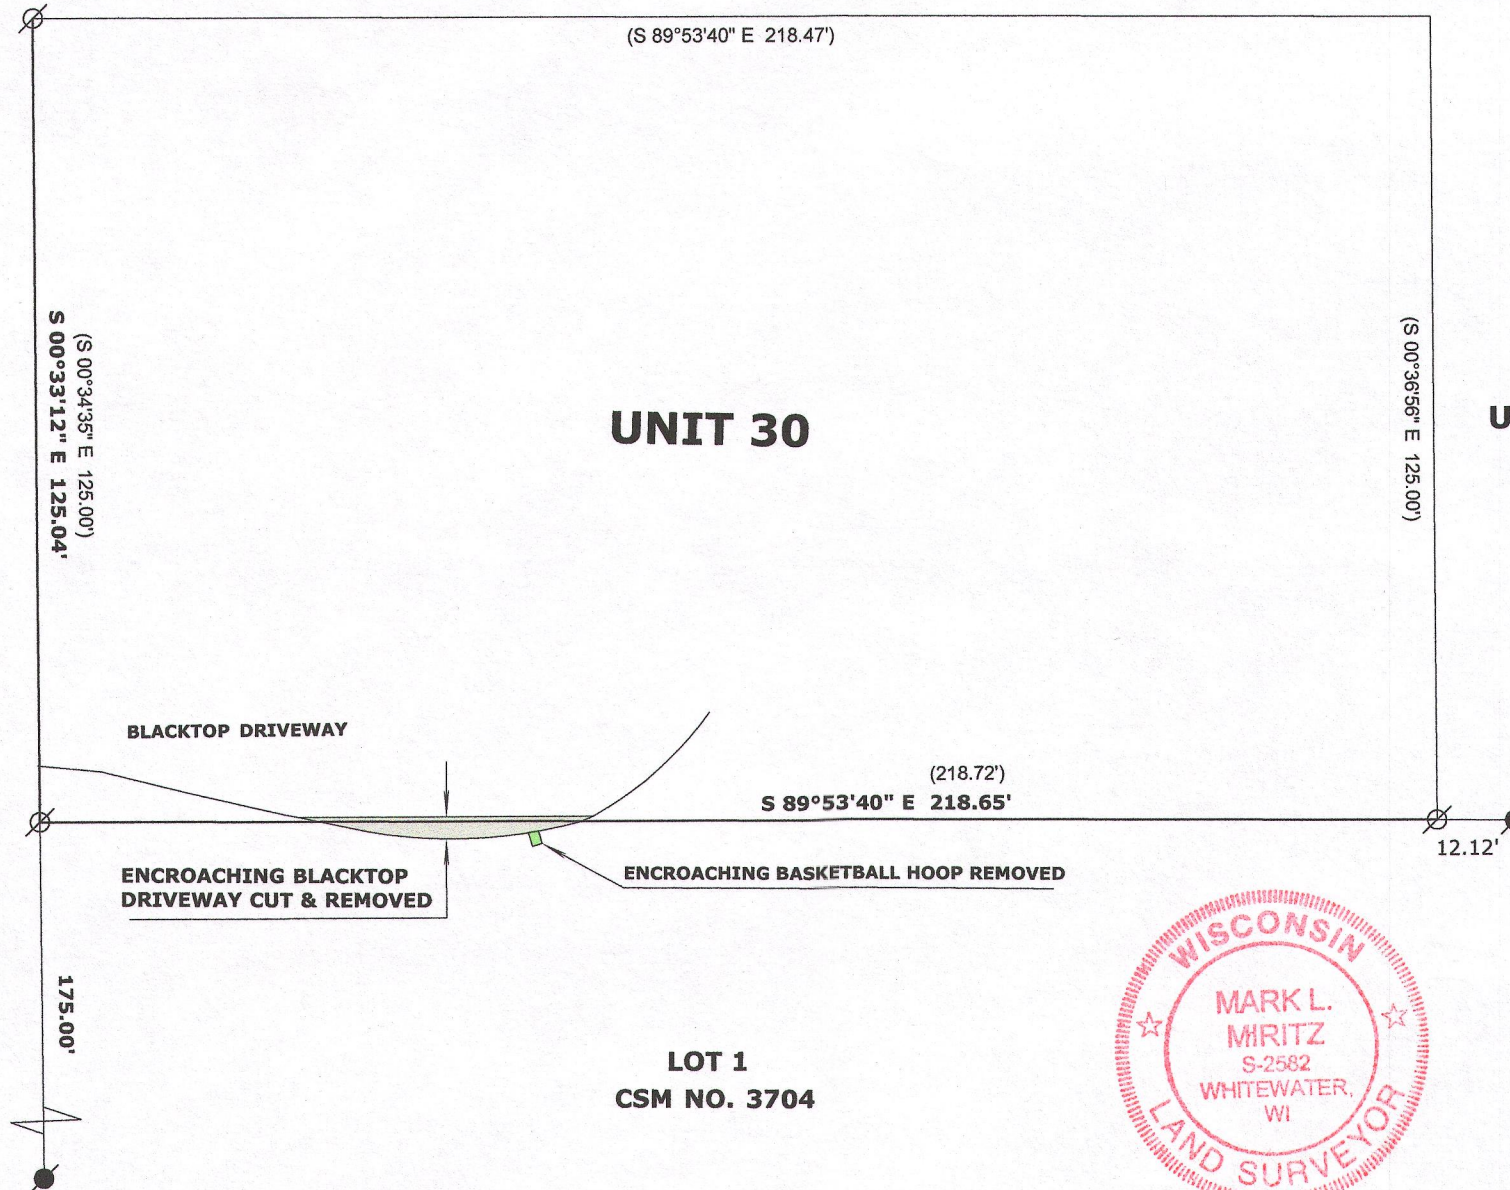 (S 89°53'40" E 218.47')
(S 00°34'35" E 125.00')
S 00°33'12" E 125.04'
(S 00°36'56" E 125.00')
UNIT 30
U
BLACKTOP DRIVEWAY
(218.72')
S 89°53'40" E 218.65'
12.12'
ENCROACHING BLACKTOP
DRIVEWAY CUT & REMOVED
ENCROACHING BASKETBALL HOOP REMOVED
175.00'
LOT 1
CSM NO. 3704
WISCONSIN
MARK L.
MIRITZ
S-2582
WHITEWATER,
WI
LAND SURVEYOR